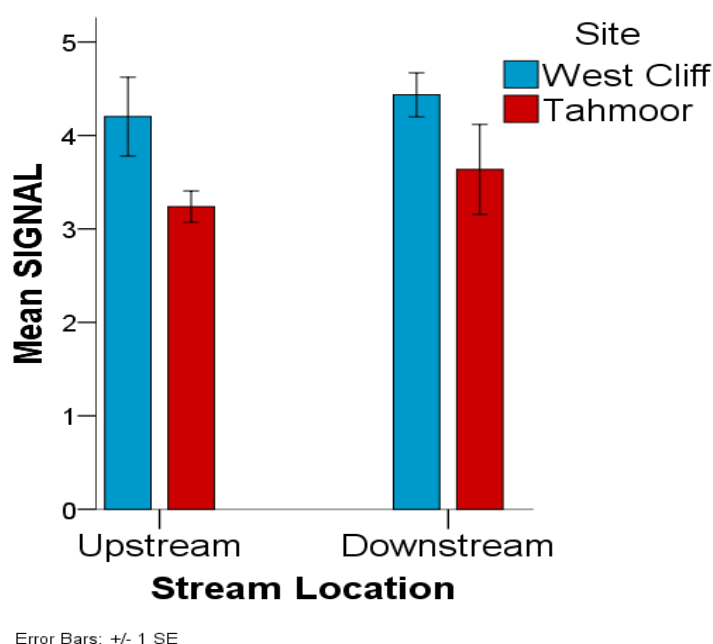 Site
West Cliff
Tahmoor
Mean SIGNAL
5
4
3
2
1
0
Upstream Downstream
Stream Location
Error Bars: +/- 1 SE